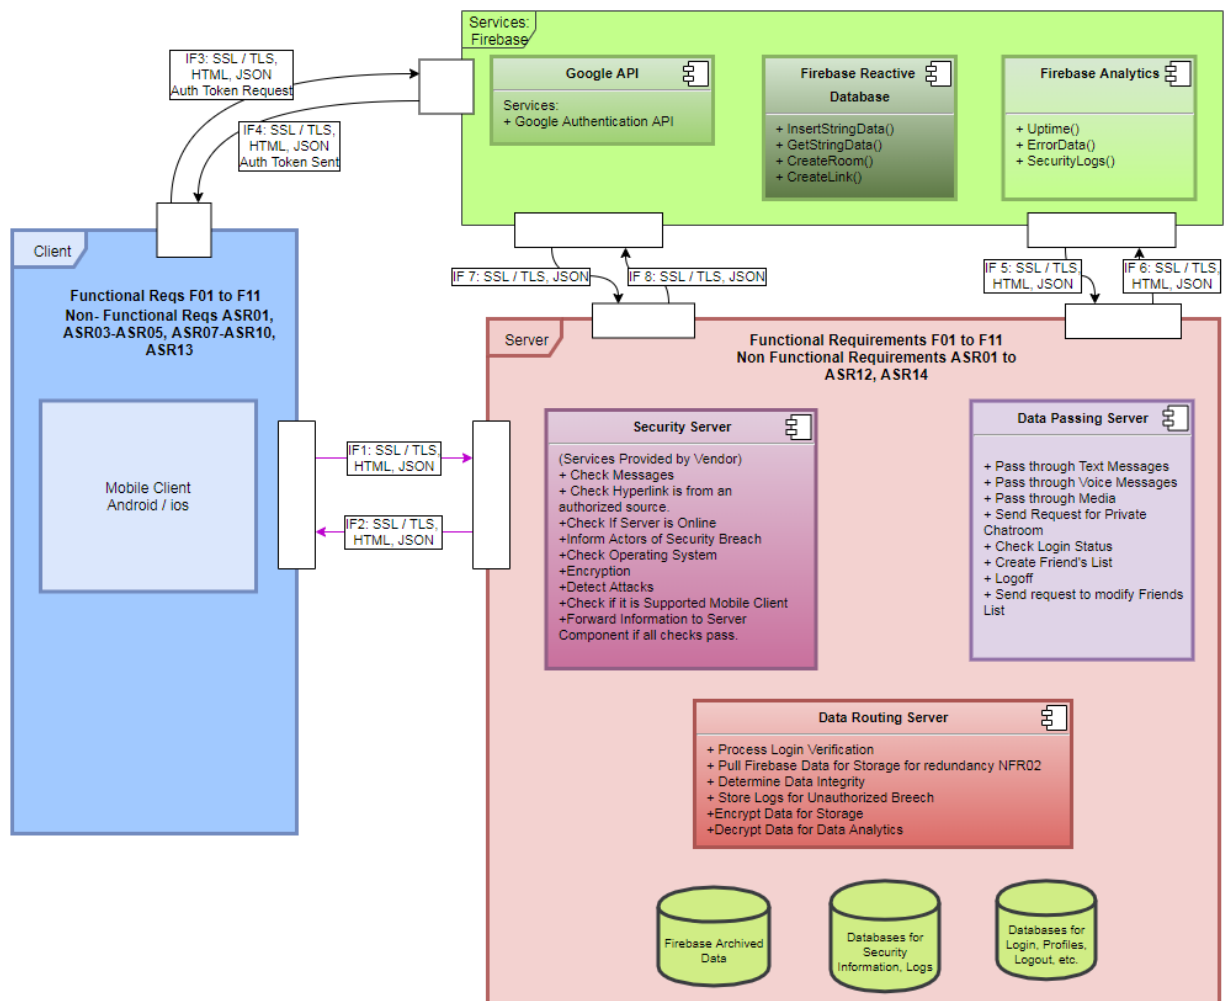 Services:
Firebase
Google API
Services:
+ Google Authentication API
Firebase Reactive
Database
+ InsertStringData()
+ GetStringData()
+ CreateRoom()
+ CreateLink()
Firebase Analytics
+ Uptime()
+ ErrorData()
+ SecurityLogs()
IF3: SSL / TLS,
HTML, JSON
Auth Token Request
IF4: SSL / TLS,
HTML, JSON
Auth Token Sent
IF 7: SSL / TLS, JSON
IF 8: SSL / TLS, JSON
IF 5: SSL / TLS,
HTML, JSON
IF 6: SSL / TLS,
HTML, JSON
Client
Functional Reqs F01 to F11
Non- Functional Reqs ASR01,
ASR03-ASR05, ASR07-ASR10,
ASR13
Mobile Client
Android / ios
IF1: SSL / TLS,
HTML, JSON
IF2: SSL / TLS,
HTML, JSON
Server
Functional Requirements F01 to F11
Non Functional Requirements ASR01 to
ASR12, ASR14
Security Server
(Services Provided by Vendor)
+ Check Messages
+ Check Hyperlink is from an
authorized source.
+Check If Server is Online
+Inform Actors of Security Breach
+Check Operating System
+Encryption
+Detect Attacks
+Check if it is Supported Mobile Client
+Forward Information to Server
Component if all checks pass.
Data Passing Server
+ Pass through Text Messages
+ Pass through Voice Messages
+ Pass through Media
+ Send Request for Private
Chatroom
+ Check Login Status
+ Create Friend's List
+ Logoff
+ Send request to modify Friends
List
Data Routing Server
+ Process Login Verification
+ Pull Firebase Data for Storage for redundancy NFR02
+ Determine Data Integrity
+ Store Logs for Unauthorized Breech
+Encrypt Data for Storage
+Decrypt Data for Data Analytics
Firebase Archived
Data
Databases for
Security
Information, Logs
Databases for
Login, Profiles,
Logout, etc.